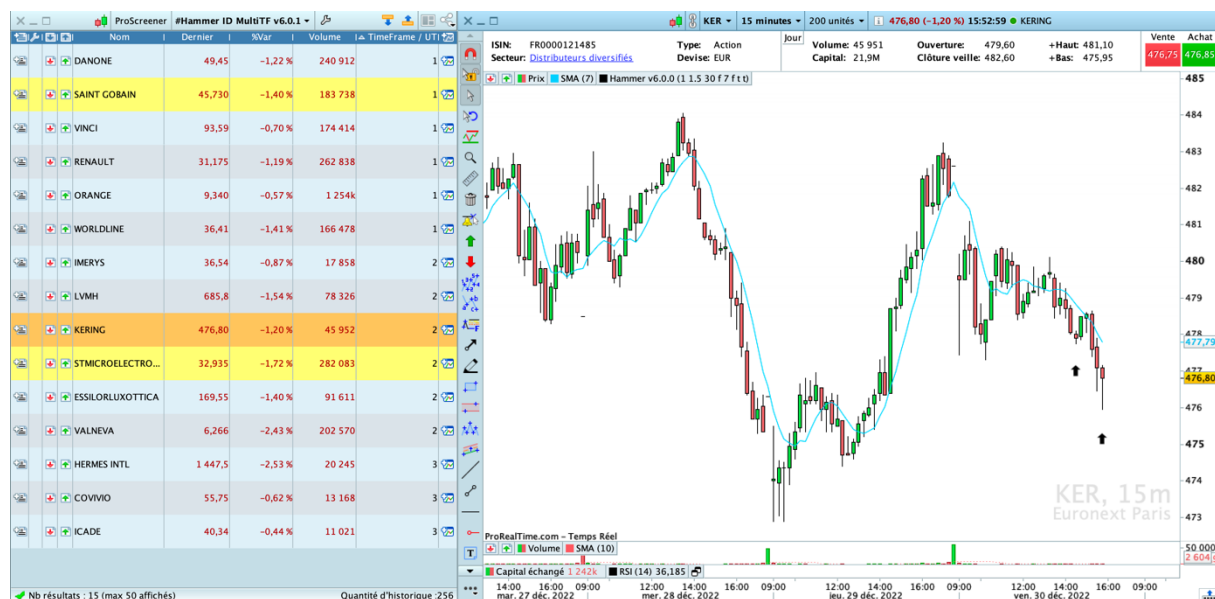 ProScreener #Hammer ID MultiTF v6.0.1
Nom Dernier %Var Volume TimeFrame / UTI
DANONE 49,45 −1,22 % 240 912 1
SAINT GOBAIN 45,730 −1,40 % 183 738 1
VINCI 93,59 −0,70 % 174 414 1
RENAULT 31,175 −1,19 % 262 838 1
ORANGE 9,340 −0,57 % 1 254k 1
WORLDLINE 36,41 −1,41 % 166 478 1
IMERYS 36,54 −0,87 % 17 858 2
LVMH 685,8 −1,54 % 78 326 2
KERING 476,80 −1,20 % 45 952 2
STMICROELECTRO... 32,935 −1,72 % 282 083 2
ESSILORLUXOTTICA 169,55 −1,40 % 91 611 2
VALNEVA 6,266 −2,43 % 202 570 2
HERMES INTL 1 447,5 −2,53 % 20 245 3
COVIVIO 55,75 −0,62 % 13 168 3
ICADE 40,34 −0,44 % 11 021 3
Nb résultats : 15 (max 50 affichés) Quantité d'historique :256
KER 15 minutes 200 unités 476,80 (−1,20 %) 15:52:59 KERING
ISIN: FR0000121485 Type: Action Jour Volume: 45 951 Ouverture: 479,60 +Haut: 481,10 Vente Achat
Secteur: Distributeurs diversifiés Devise: EUR Capital: 21,9M Clôture veille: 482,60 +Bas: 475,95 476,75 476,85
Prix SMA (7) Hammer v6.0.0 (1 1.5 30 f 7 f t t)
485
484
483
482
481
480
479
478
477,79
477
476,80
476
475
474
473
KER, 15m
Euronext Paris
ProRealTime.com – Temps Réel
Volume SMA (10)
50 000
2 604
Capital échangé 1 242k RSI (14) 36,185
14:00 16:00 09:00 12:00 14:00 16:00 09:00 12:00 14:00 16:00 09:00 12:00 14:00 16:00 09:00
mar. 27 déc. 2022 mer. 28 déc. 2022 jeu. 29 déc. 2022 ven. 30 déc. 2022